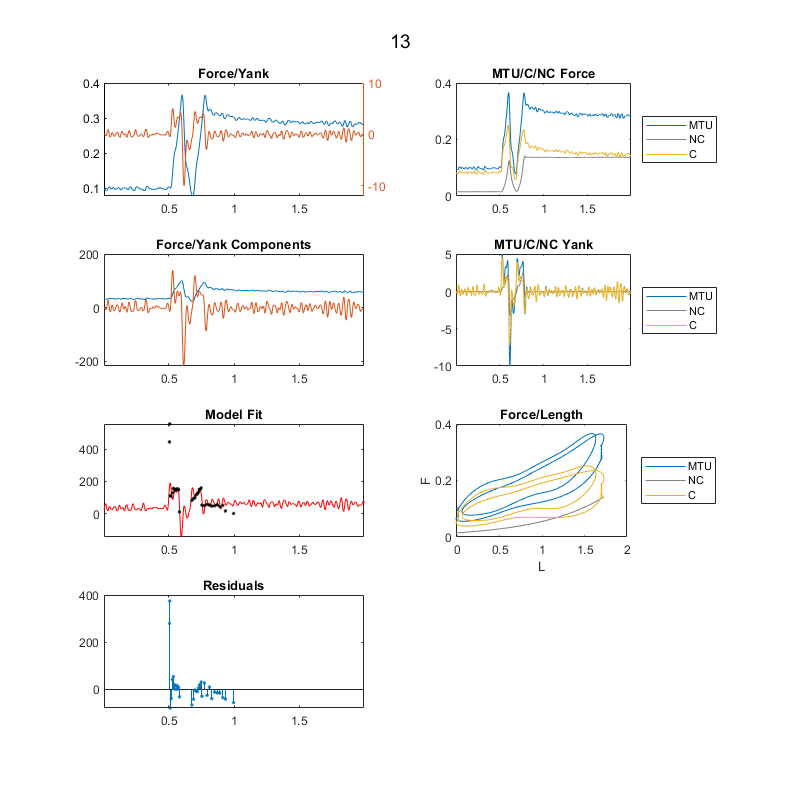 13
Force/Yank
0.4
0.3
0.2
0.1
10
0
-10
0.5
1
1.5
MTU/C/NC Force
0.4
0.2
0
0.5
1
1.5
MTU
NC
C
Force/Yank Components
200
0
-200
0.5
1
1.5
MTU/C/NC Yank
5
0
-5
-10
0.5
1
1.5
MTU
NC
C
Model Fit
400
200
0
0.5
1
1.5
Force/Length
F
0.4
0.2
0
0
0.5
1
1.5
2
L
MTU
NC
C
Residuals
400
200
0
0.5
1
1.5